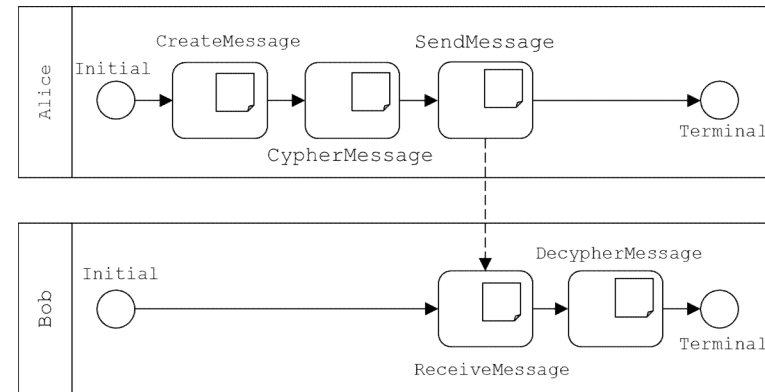 Alice
Initial
CreateMessage
CypherMessage
SendMessage
Terminal
Bob
Initial
ReceiveMessage
DecypherMessage
Terminal